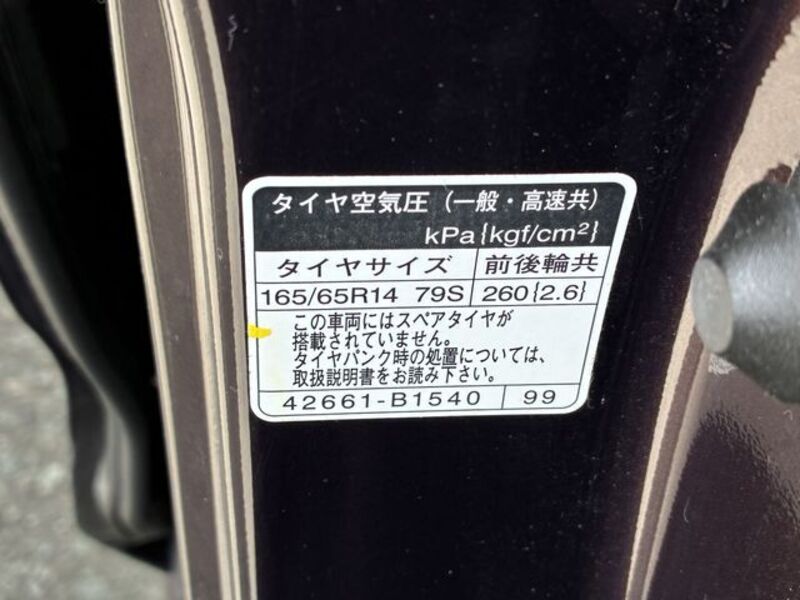 タイヤ空気圧（一般・高速共）
kPa{kgf/cm²}
タイヤサイズ 前後輪共
165/65R14 79S 260{2.6}
この車両にはスペアタイヤが
搭載されていません。
タイヤパンク時の処置については、
取扱説明書をお読み下さい。
42661-B1540 99